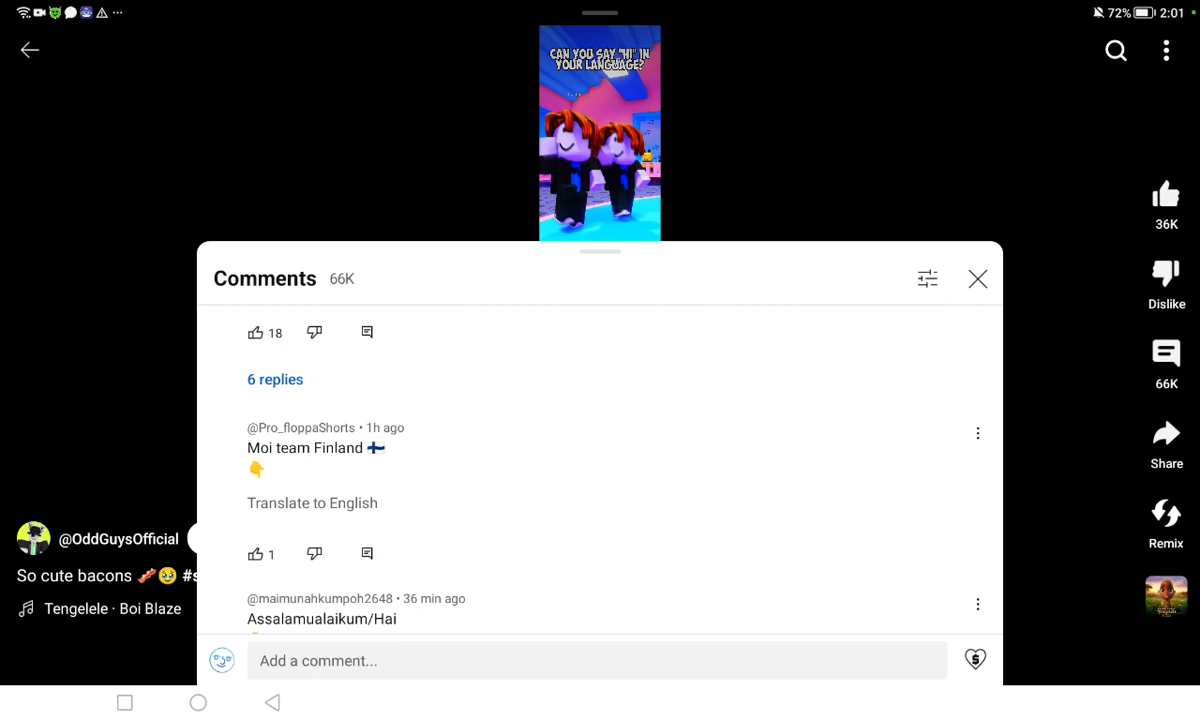 72% 2:01
CAN YOU SAY "HI" IN
YOUR LANGUAGE?
Comments 66K
18
6 replies
@Pro_floppaShorts • 1h ago
Moi team Finland 🇫🇮
👇
Translate to English
1
@maimunahkumpoh2648 • 36 min ago
Assalamualaikum/Hai
Add a comment...
36K
Dislike
66K
Share
Remix
@OddGuysOfficial
So cute bacons 🥓🥹 #s
Tengelele · Boi Blaze